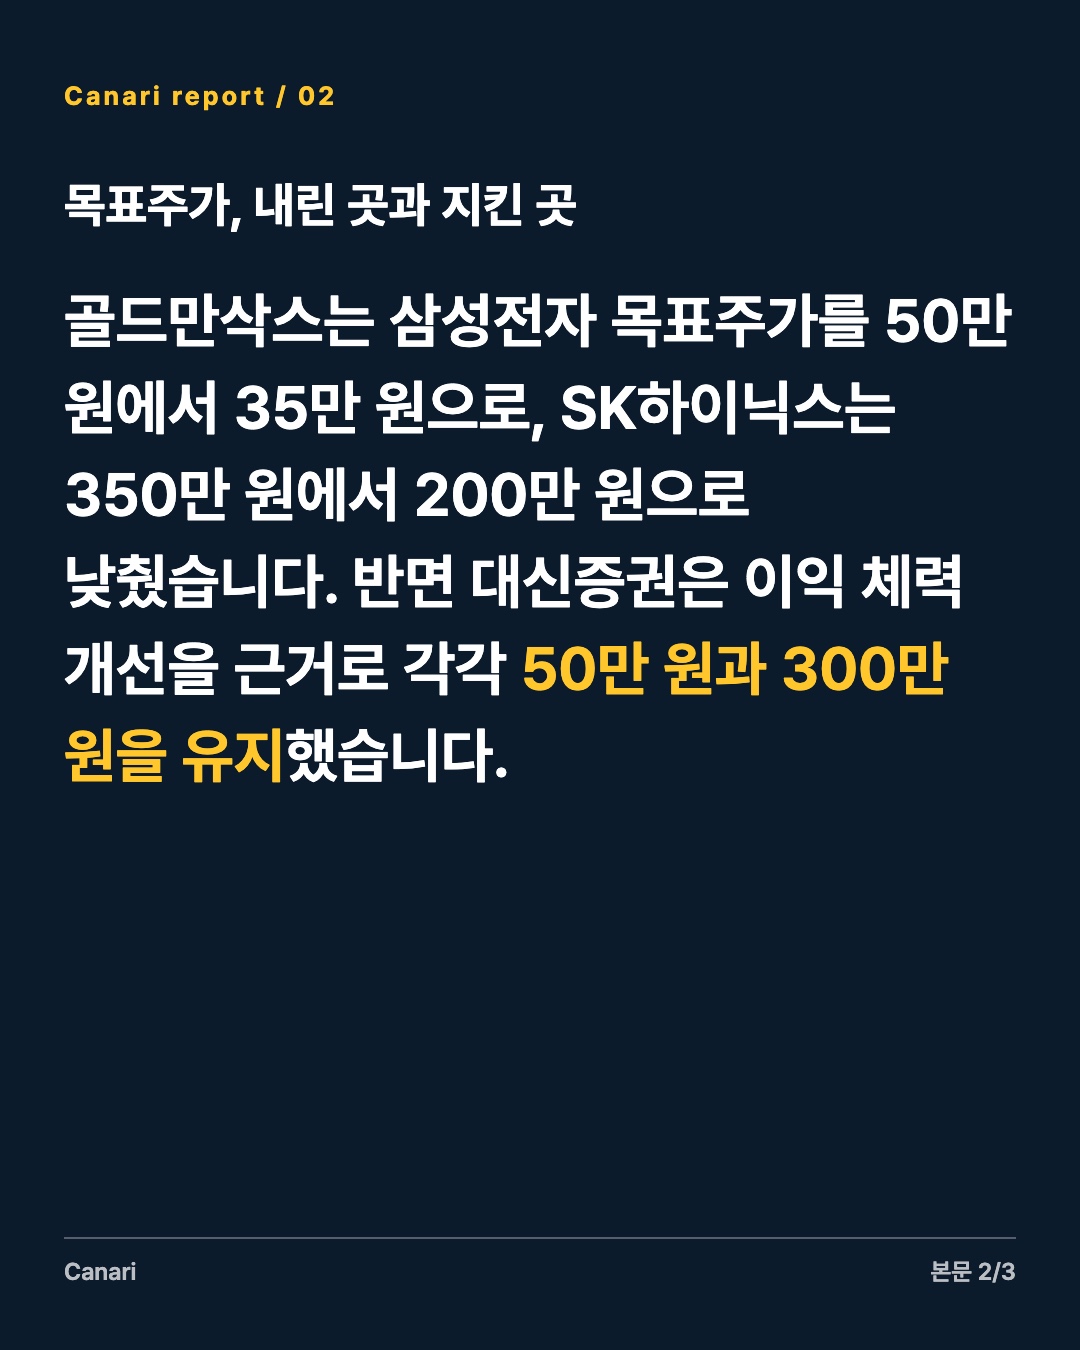 Canari report / 02
목표주가, 내린 곳과 지킨 곳
골드만삭스는 삼성전자 목표주가를 50만
원에서 35만 원으로, SK하이닉스는
350만 원에서 200만 원으로
낮췄습니다. 반면 대신증권은 이익 체력
개선을 근거로 각각 50만 원과 300만
원을 유지했습니다.
Canari
본문 2/3